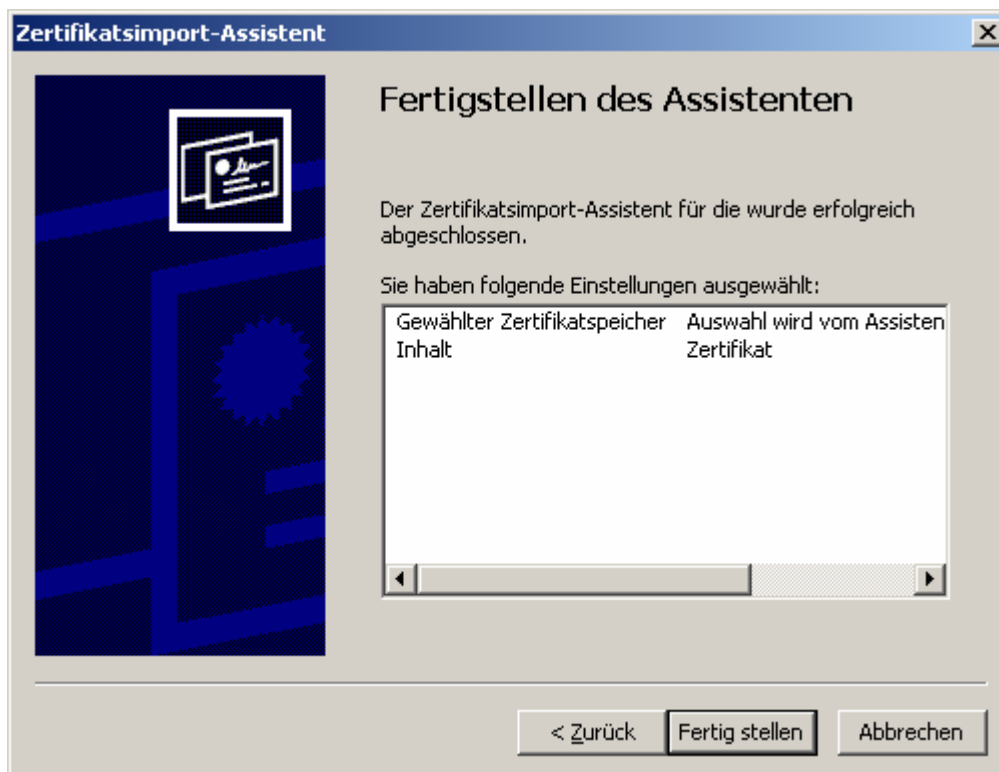 Zertifikatsimport-Assistent
Fertigstellen des Assistenten
Der Zertifikatsimport-Assistent für die wurde erfolgreich
abgeschlossen.
Sie haben folgende Einstellungen ausgewählt:
Gewählter Zertifikatspeicher Auswahl wird vom Assisten
Inhalt Zertifikat
< Zurück Fertig stellen Abbrechen